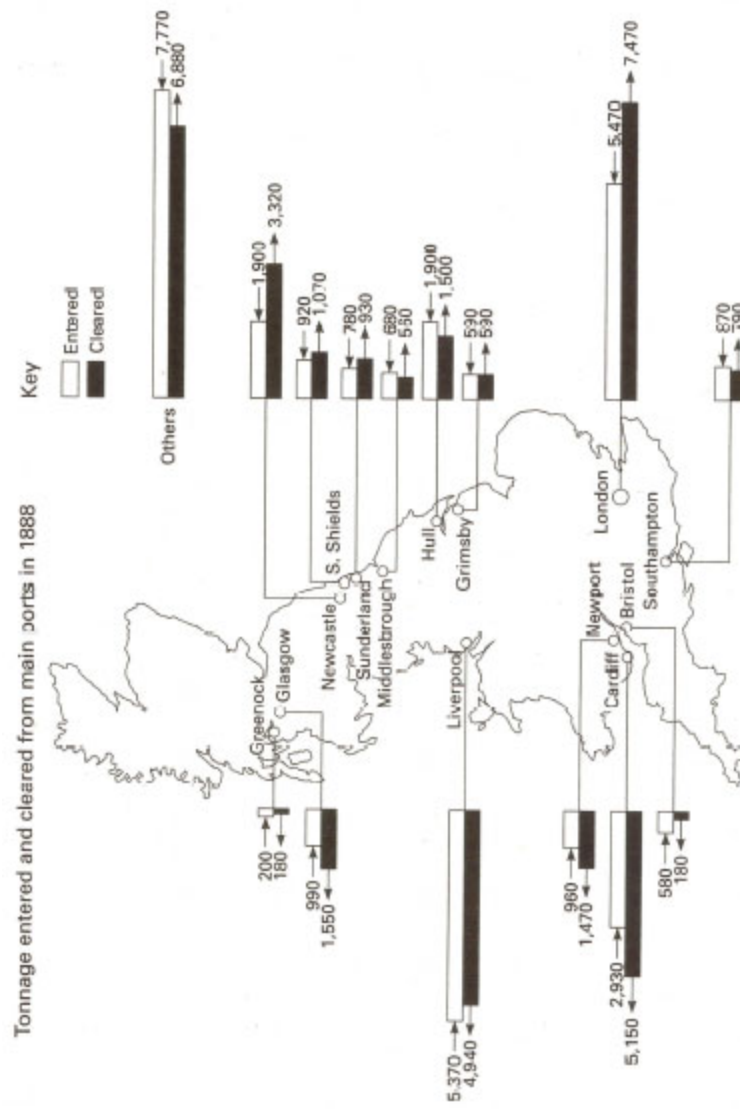 Tonnage entered and cleared from main ports in 1888
Key
Entered
Cleared
Others
7,770
6,880
Greenock
200
180
Glasgow
990
1,550
Newcastle
1,900
3,320
S. Shields
920
1,070
Sunderland
780
930
Middlesbrough
680
Hull
1,900
1,500
Grimsby
590
590
Liverpool
5,370
4,940
Newport
960
1,470
Cardiff
2,930
5,150
Bristol
580
180
London
5,470
7,470
Southampton
870